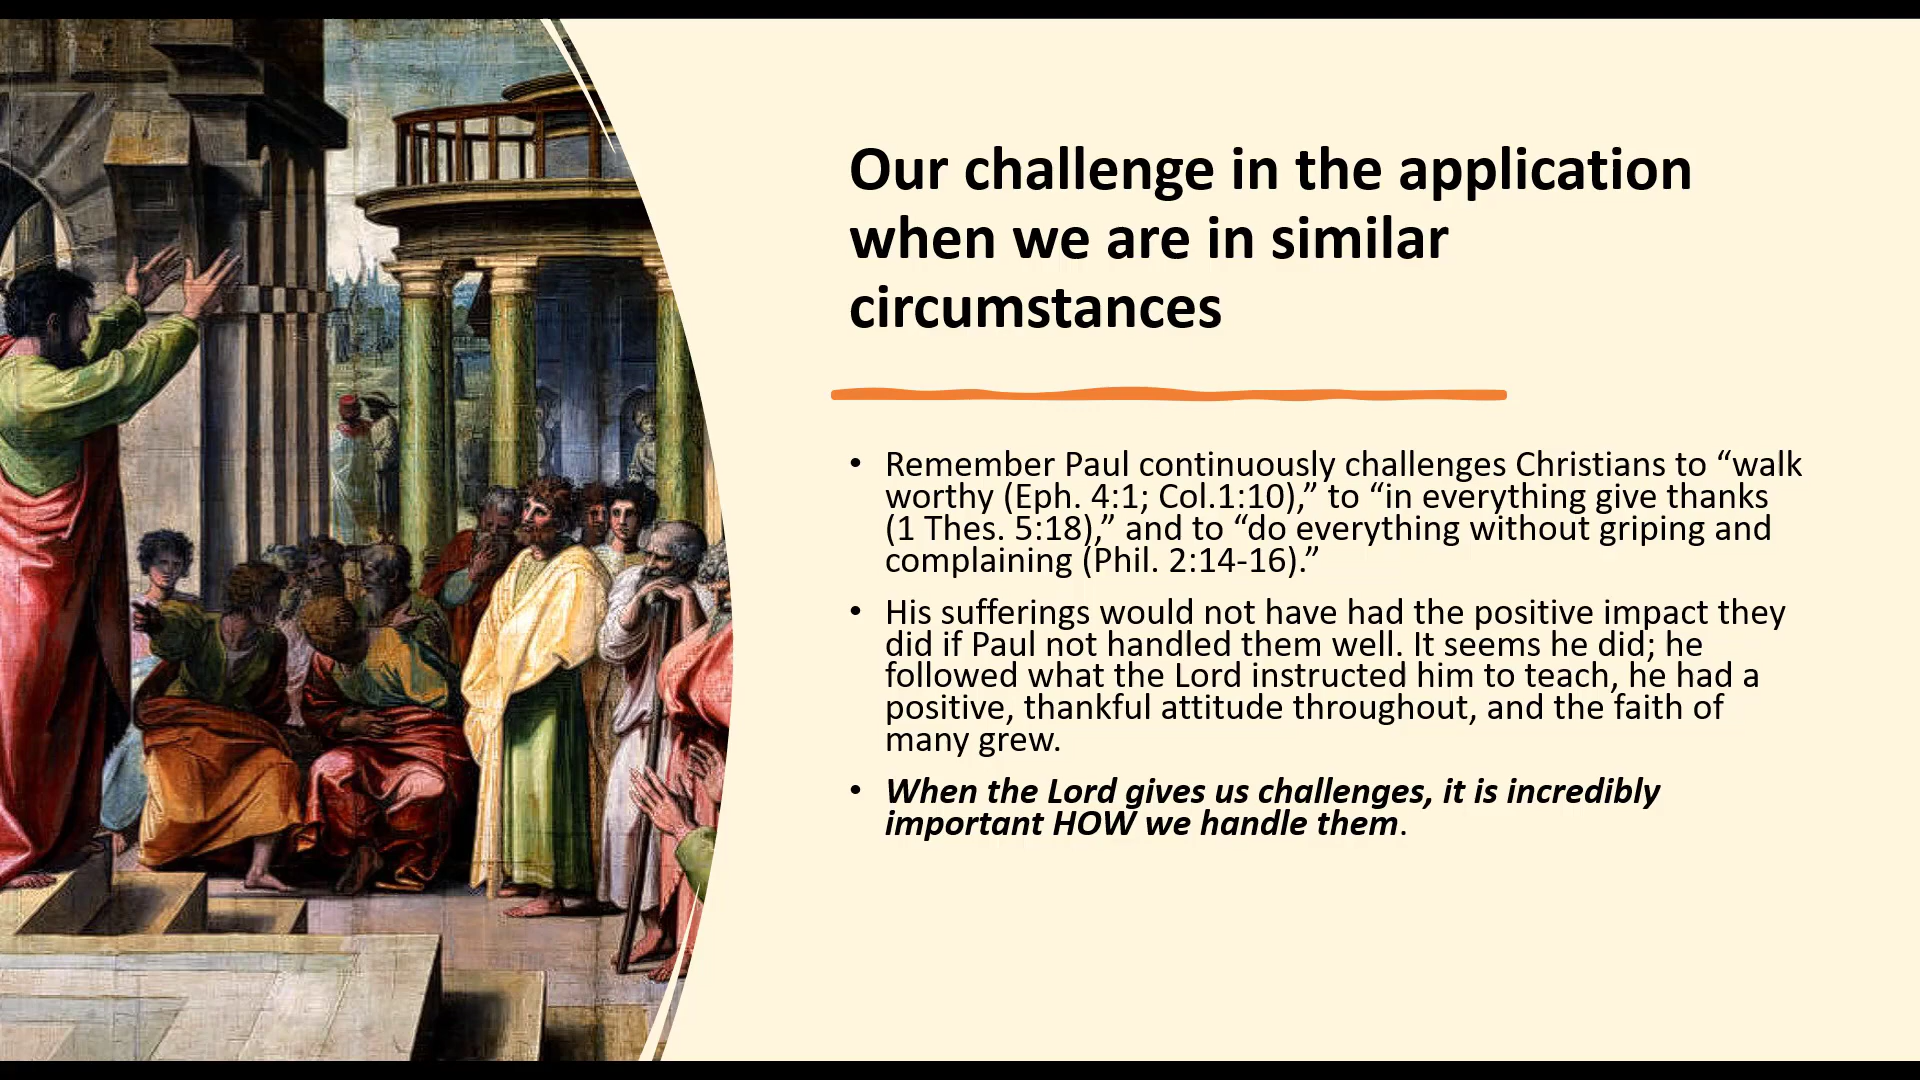 Our challenge in the application
when we are in similar
circumstances
• Remember Paul continuously challenges Christians to “walk
worthy (Eph. 4:1; Col.1:10),” to “in everything give thanks
(1 Thes. 5:18),” and to “do everything without griping and
complaining (Phil. 2:14-16).”
• His sufferings would not have had the positive impact they
did if Paul not handled them well. It seems he did; he
followed what the Lord instructed him to teach, he had a
positive, thankful attitude throughout, and the faith of
many grew.
• When the Lord gives us challenges, it is incredibly
important HOW we handle them.